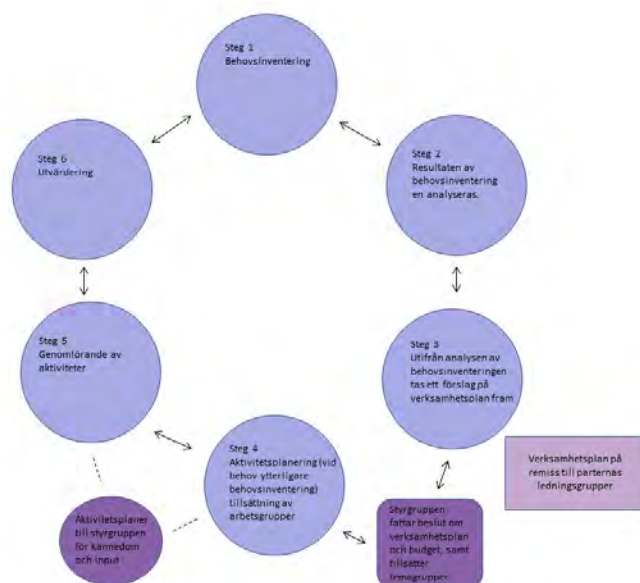 Steg 1
Behovsinventering
Steg 2
Resultaten av
behovsinventering
en analyseras.
Steg 3
Utifrån analysen av
behovsinventeringen
tas ett förslag på
verksamhetsplan fram
Verksamhetsplan på
remiss till parternas
ledningsgrupper
Styrgruppen
fattar beslut om
verksamhetsplan
och budget, samt
tillsätter
temagrupper
Steg 4
Aktivitetsplanering (vid
behov ytterligare
behovsinventering)
tillsättning av
arbetsgrupper
Aktivitetsplaner
till styrgruppen
för kännedom
och input
Steg 5
Genomförande av
aktiviteter
Steg 6
Utvärdering